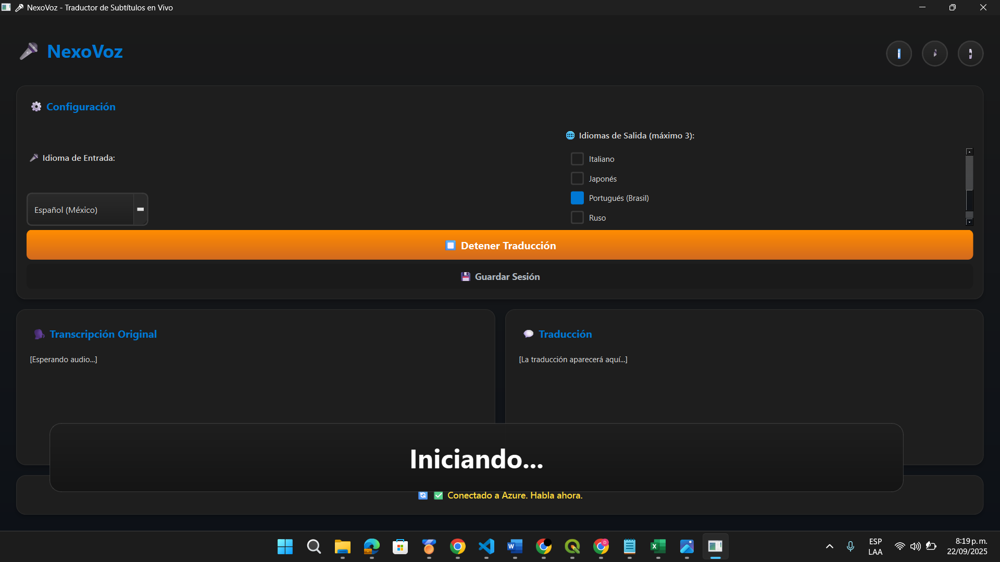 NexoVoz - Traductor de Subtítulos en Vivo
NexoVoz
Configuración
Idioma de Entrada:
Español (México)
Idiomas de Salida (máximo 3):
Italiano
Japonés
Portugués (Brasil)
Ruso
Detener Traducción
Guardar Sesión
Transcripción Original
[Esperando audio...]
Traducción
[La traducción aparecerá aquí...]
Iniciando...
Conectado a Azure. Habla ahora.
ESP
LAA
8:19 p. m.
22/09/2025